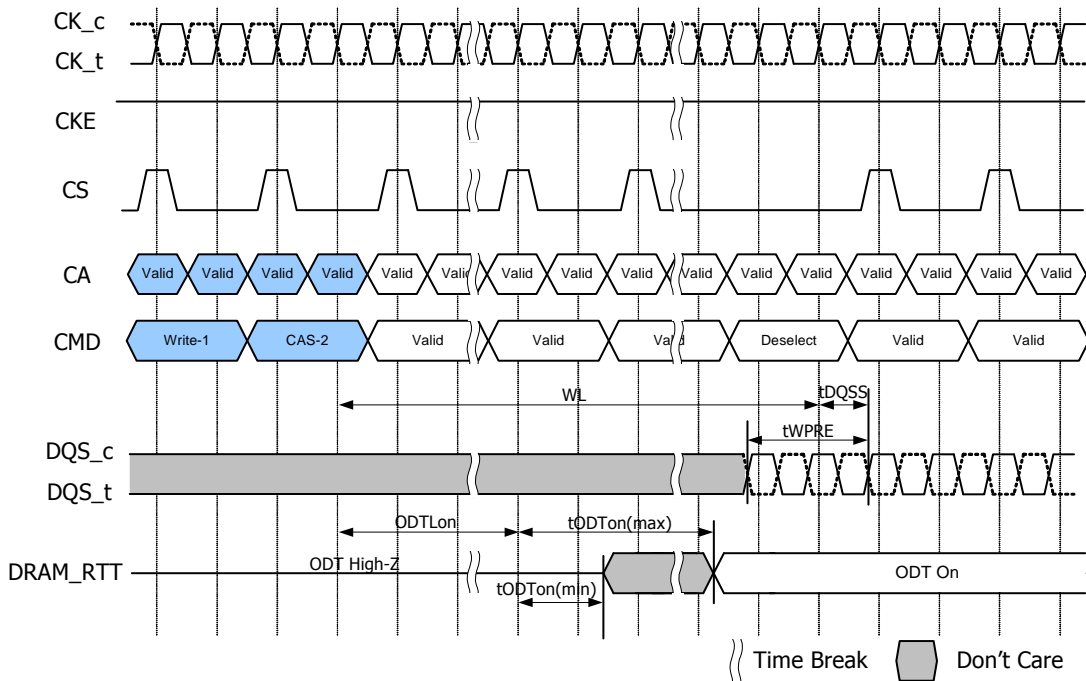 CK_c
CK_t
CKE
CS
CA Valid Valid Valid Valid Valid Valid Valid Valid Valid Valid Valid Valid Valid Valid Valid Valid
CMD Write-1 CAS-2 Valid Valid Valid Deselect Valid Valid
WL tDQSS
tWPRE
DQS_c
DQS_t
ODTLon tODTon(max)
DRAM_RTT ODT High-Z ODT On
tODTon(min)
Time Break Don't Care